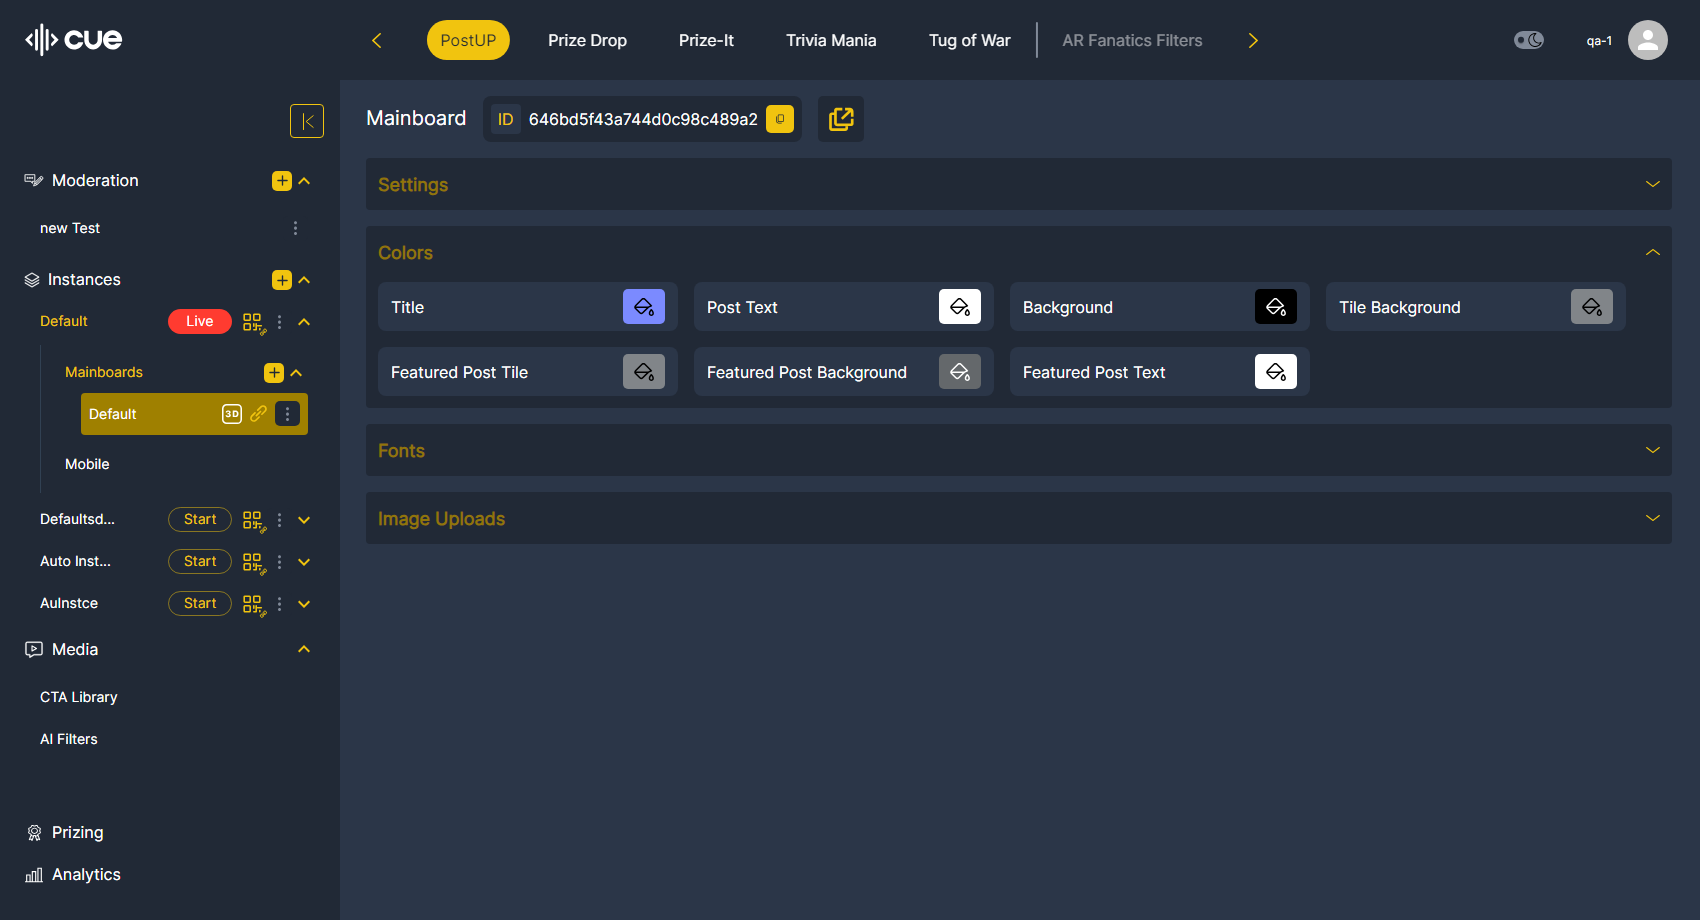 cue
PostUP
Prize Drop
Prize-It
Trivia Mania
Tug of War
AR Fanatics Filters
qa-1
Mainboard
ID 646bd5f43a744d0c98c489a2
Moderation
new Test
Instances
Default
Live
Mainboards
Default
3D
Mobile
Defaultsd...
Start
Auto Inst...
Start
AuInstce
Start
Media
CTA Library
AI Filters
Prizing
Analytics
Settings
Colors
Title
Post Text
Background
Tile Background
Featured Post Tile
Featured Post Background
Featured Post Text
Fonts
Image Uploads